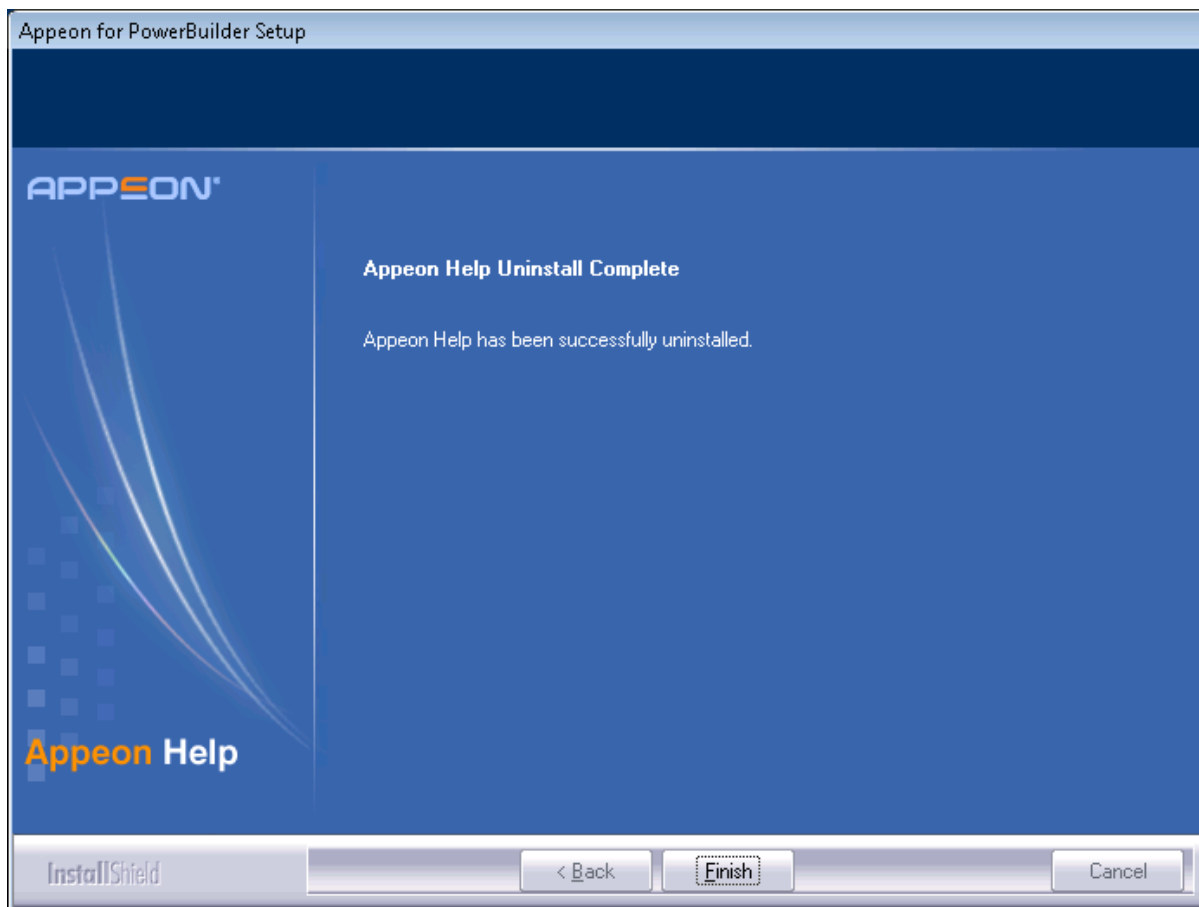 Appeon for PowerBuilder Setup
APPEON
Appeon Help Uninstall Complete
Appeon Help has been successfully uninstalled.
Appeon Help
InstallShield
< Back
Finish
Cancel